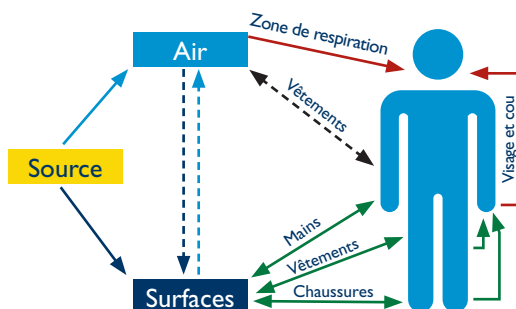 Zone de respiration
Air
Vêtements
Visage et cou
Source
Mains
Vêtements
Chaussures
Surfaces